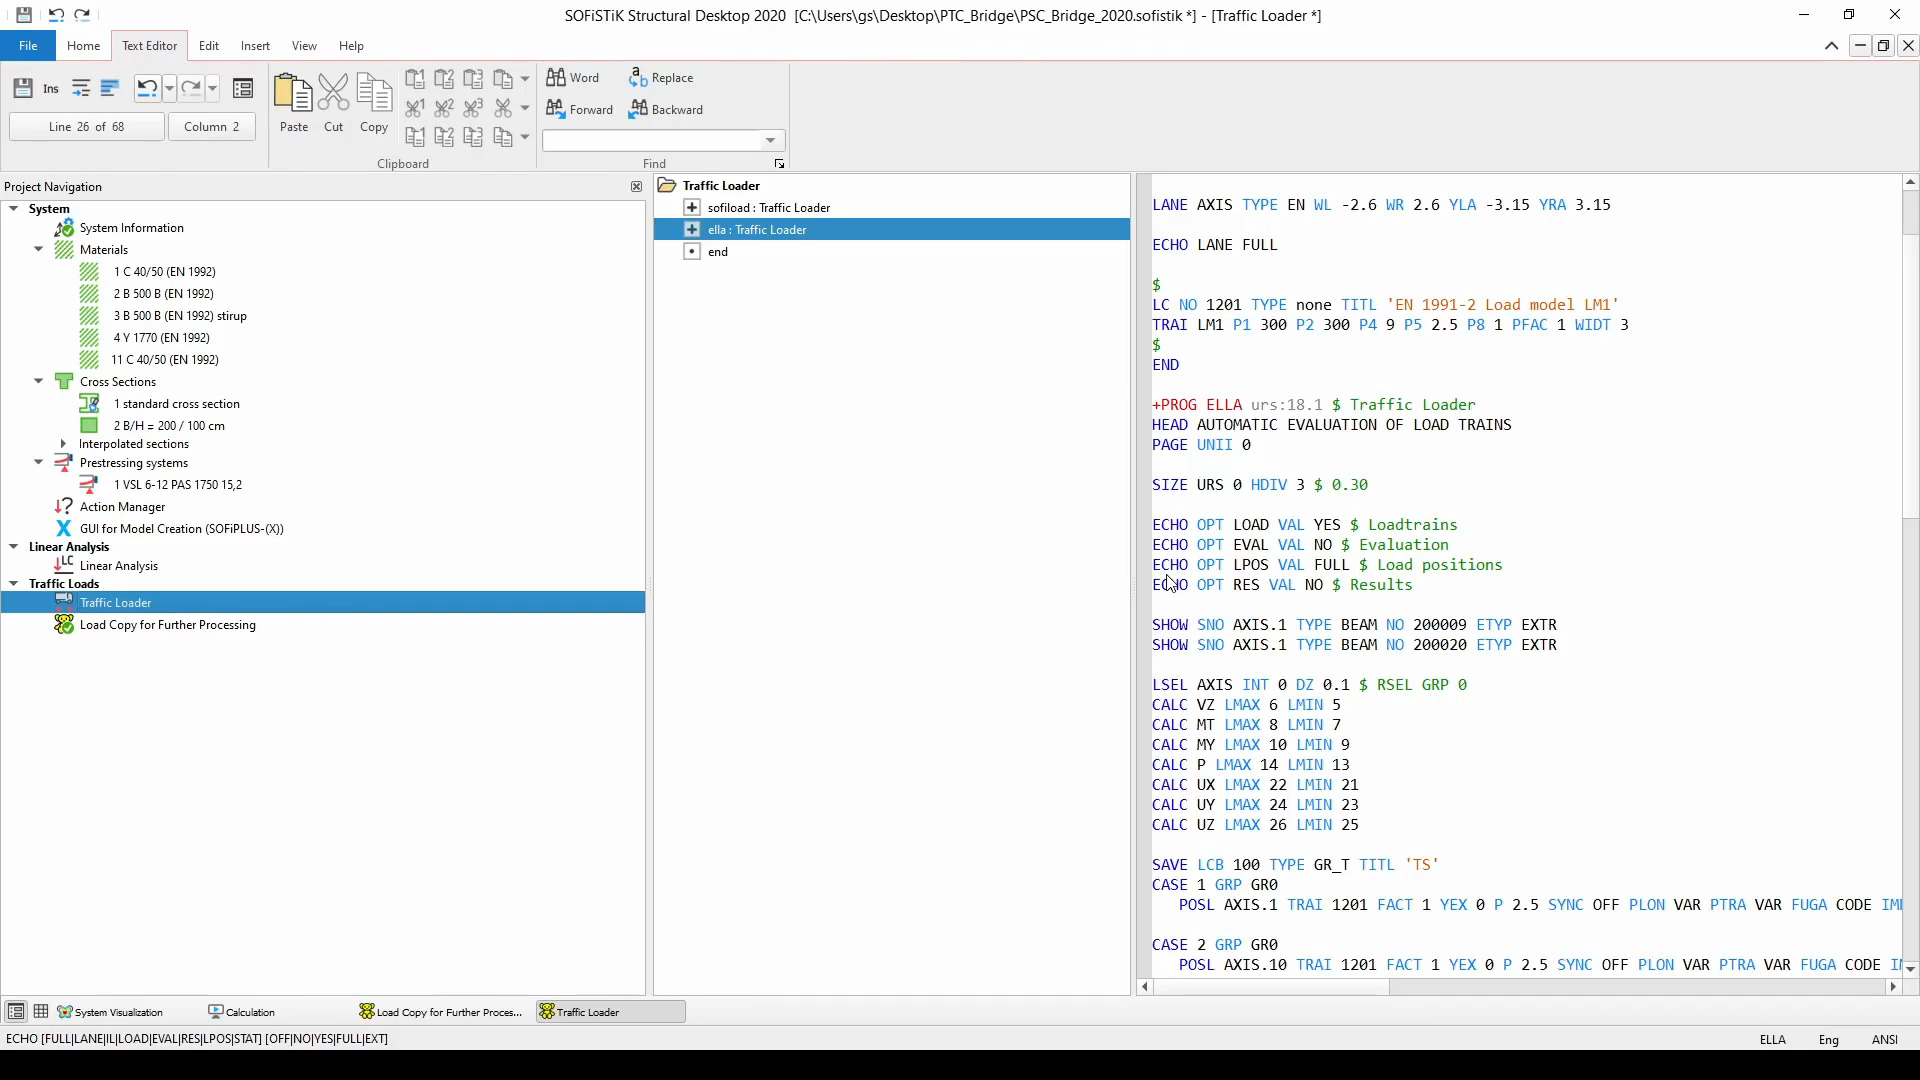 SOFiSTiK Structural Desktop 2020 [C:\Users\gs\Desktop\PTC_Bridge\PSC_Bridge_2020.sofistik *] - [Traffic Loader *]
File Home Text Editor Edit Insert View Help
Ins
Line 26 of 68
Column 2
Paste
Cut
Copy
Clipboard
Word
Replace
Forward
Backward
Find
Project Navigation
System
System Information
Materials
1 C 40/50 (EN 1992)
2 B 500 B (EN 1992)
3 B 500 B (EN 1992) stirup
4 Y 1770 (EN 1992)
11 C 40/50 (EN 1992)
Cross Sections
1 standard cross section
2 B/H = 200 / 100 cm
Interpolated sections
Prestressing systems
1 VSL 6-12 PAS 1750 15,2
Action Manager
GUI for Model Creation (SOFiPLUS-(X))
Linear Analysis
Linear Analysis
Traffic Loads
Traffic Loader
Load Copy for Further Processing
Traffic Loader
sofiload : Traffic Loader
ella : Traffic Loader
end
LANE AXIS TYPE EN WL -2.6 WR 2.6 YLA -3.15 YRA 3.15
ECHO LANE FULL
$
LC NO 1201 TYPE none TITL 'EN 1991-2 Load model LM1'
TRAI LM1 P1 300 P2 300 P4 9 P5 2.5 P8 1 PFAC 1 WIDT 3
$
END
+PROG ELLA urs:18.1 $ Traffic Loader
HEAD AUTOMATIC EVALUATION OF LOAD TRAINS
PAGE UNII 0
SIZE URS 0 HDIV 3 $ 0.30
ECHO OPT LOAD VAL YES $ Loadtrains
ECHO OPT EVAL VAL NO $ Evaluation
ECHO OPT LPOS VAL FULL $ Load positions
ECHO OPT RES VAL NO $ Results
SHOW SNO AXIS.1 TYPE BEAM NO 200009 ETYP EXTR
SHOW SNO AXIS.1 TYPE BEAM NO 200020 ETYP EXTR
LSEL AXIS INT 0 DZ 0.1 $ RSEL GRP 0
CALC VZ LMAX 6 LMIN 5
CALC MT LMAX 8 LMIN 7
CALC MY LMAX 10 LMIN 9
CALC P LMAX 14 LMIN 13
CALC UX LMAX 22 LMIN 21
CALC UY LMAX 24 LMIN 23
CALC UZ LMAX 26 LMIN 25
SAVE LCB 100 TYPE GR_T TITL 'TS'
CASE 1 GRP GR0
POSL AXIS.1 TRAI 1201 FACT 1 YEX 0 P 2.5 SYNC OFF PLON VAR PTRA VAR FUGA CODE
CASE 2 GRP GR0
POSL AXIS.10 TRAI 1201 FACT 1 YEX 0 P 2.5 SYNC OFF PLON VAR PTRA VAR FUGA CODE
System Visualization
Calculation
Load Copy for Further Proces...
Traffic Loader
ECHO [FULL|LANE|IL|LOAD|EVAL|RES|LPOS|STAT] [OFF|NO|YES|FULL|EXT]
ELLA Eng ANSI